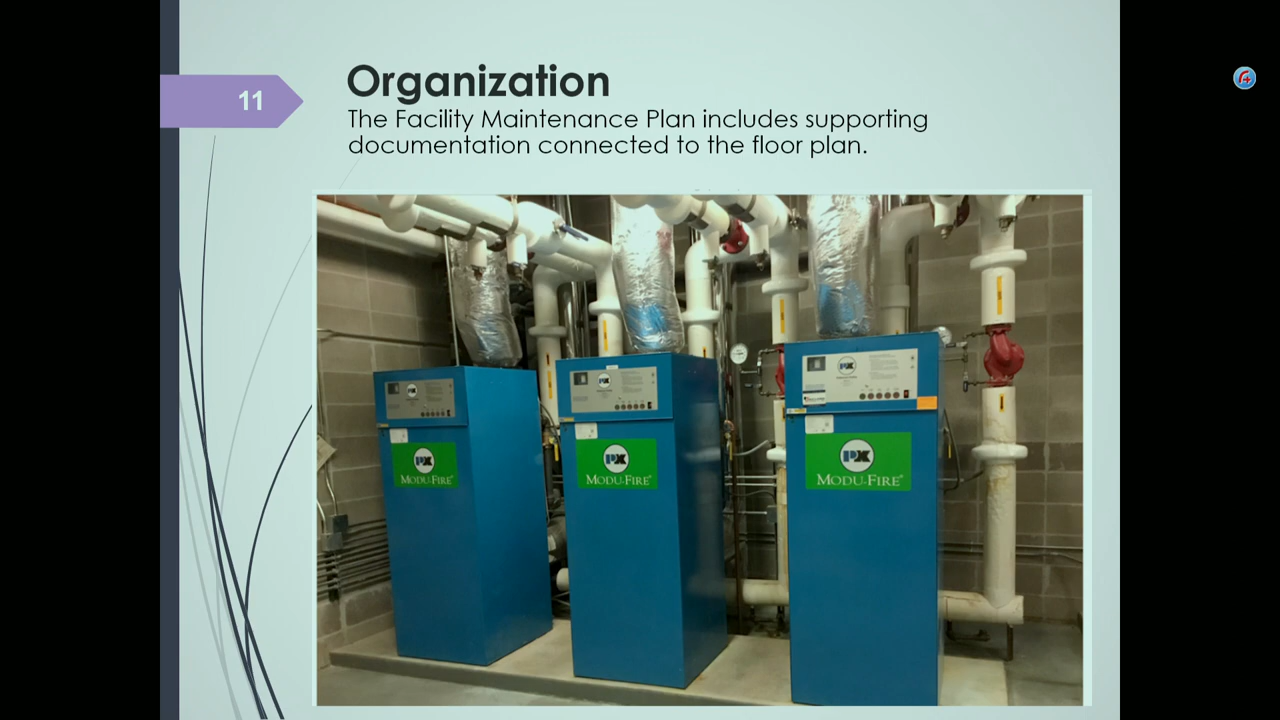 11
Organization
The Facility Maintenance Plan includes supporting
documentation connected to the floor plan.
PK
MODU-FIRE®
PK
MODU-FIRE®
PK
MODU-FIRE®